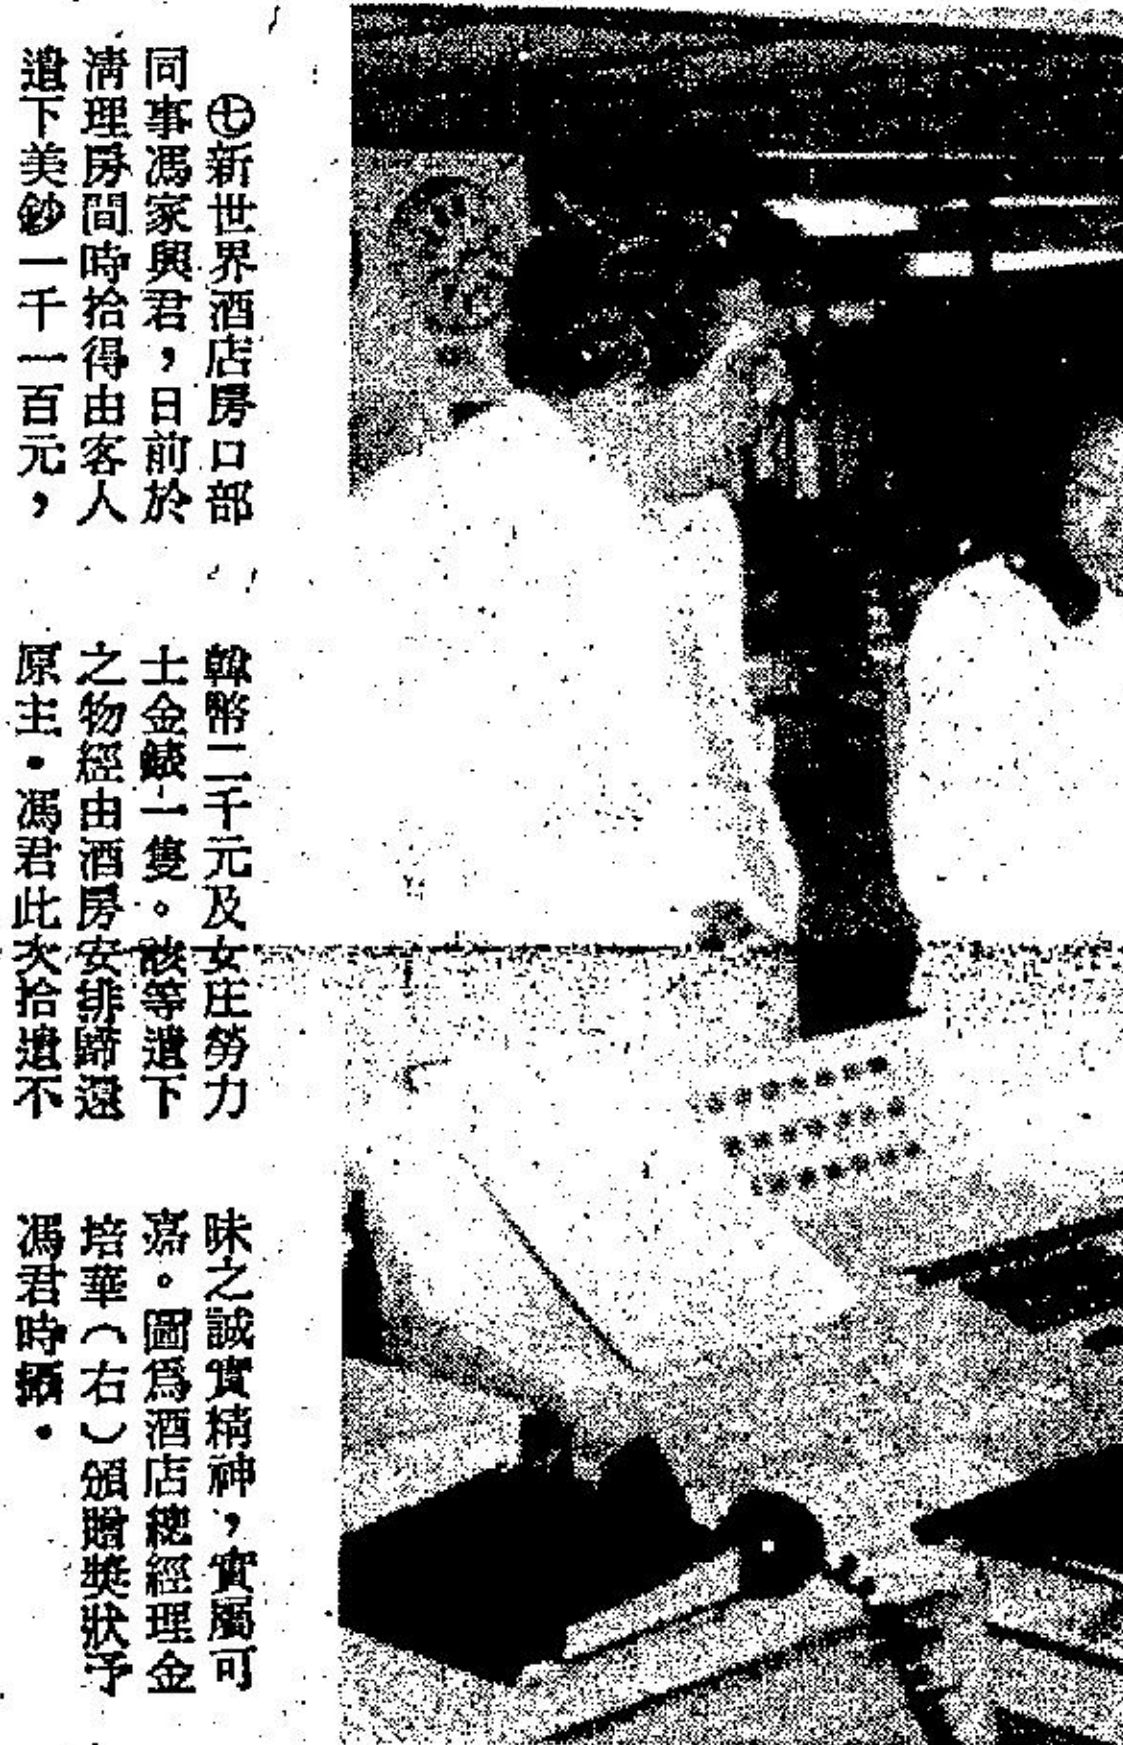 ㊆新世界酒店房口部
同事馮家興君，日前於
清理房間時拾得由客人
遺下美鈔一千一百元，
韓幣二千元及女庄勞力
士金錶一隻。該等遺下
之物經由酒房安排歸還
原主．馮君此次拾遺不
昧之誠實精神，實屬可
嘉。圖爲酒店總經理金
培華（右）頒贈獎狀予
馮君時攝．